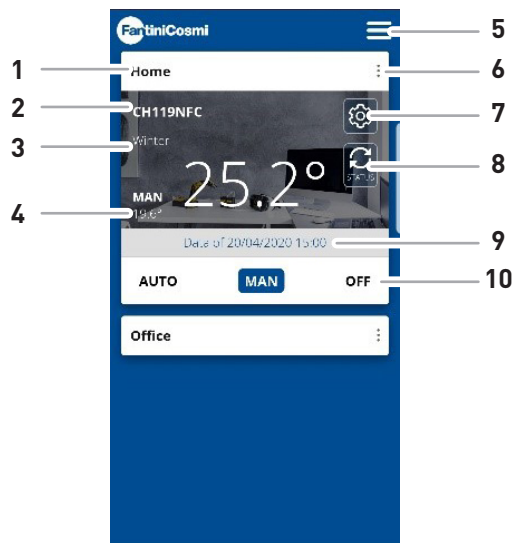 FantiniCosmi
5
1
Home
6
2
CH119NFC
7
3
Winter
25.2°
8
STATUS
MAN
4
19.6°
Data of 20/04/2020 15:00
9
AUTO
MAN
OFF
10
Office